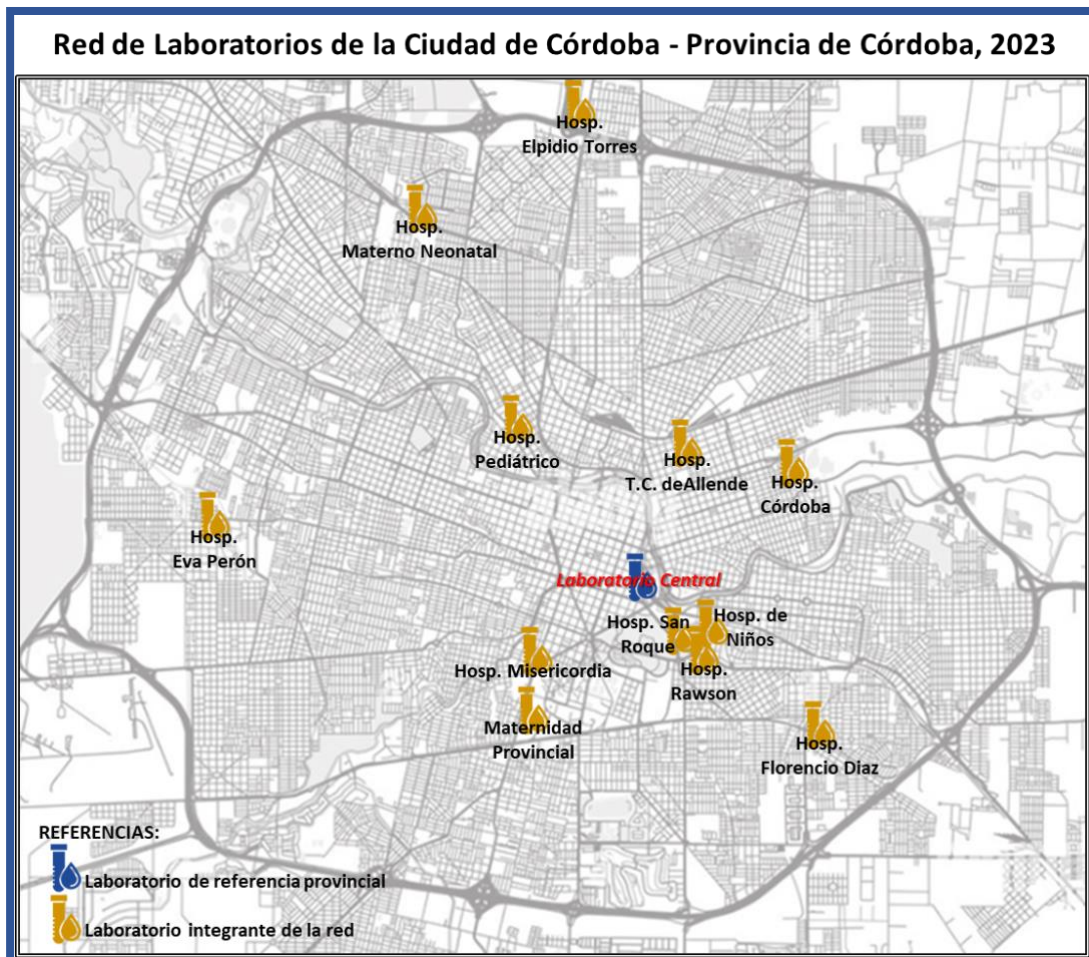 Red de Laboratorios de la Ciudad de Córdoba - Provincia de Córdoba, 2023
Hosp.
Elpidio Torres
Hosp.
Materno Neonatal
Hosp.
Pediátrico
Hosp.
T.C. deAllende
Hosp.
Córdoba
Hosp.
Eva Perón
Laboratorio Central
Hosp. San
Roque
Hosp. de
Niños
Hosp. Misericordia
Hosp.
Rawson
Maternidad
Provincial
Hosp.
Florencio Diaz
REFERENCIAS:
Laboratorio de referencia provincial
Laboratorio integrante de la red